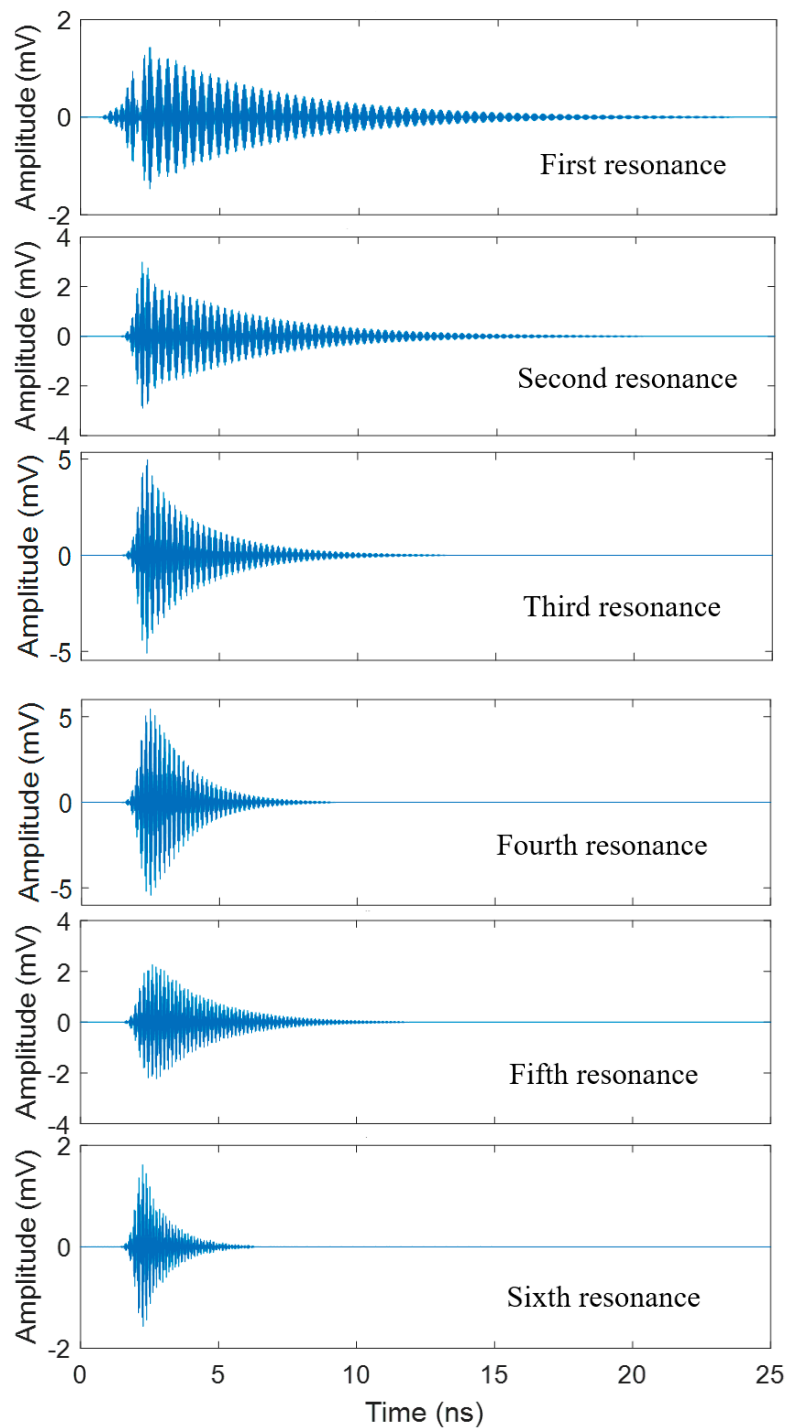 Amplitude (mV)
2
0
-2
First resonance
Amplitude (mV)
4
2
0
-2
-4
Second resonance
Amplitude (mV)
5
0
-5
Third resonance
Amplitude (mV)
5
0
-5
Fourth resonance
Amplitude (mV)
4
2
0
-2
-4
Fifth resonance
Amplitude (mV)
2
0
-2
Sixth resonance
0 5 10 15 20 25
Time (ns)